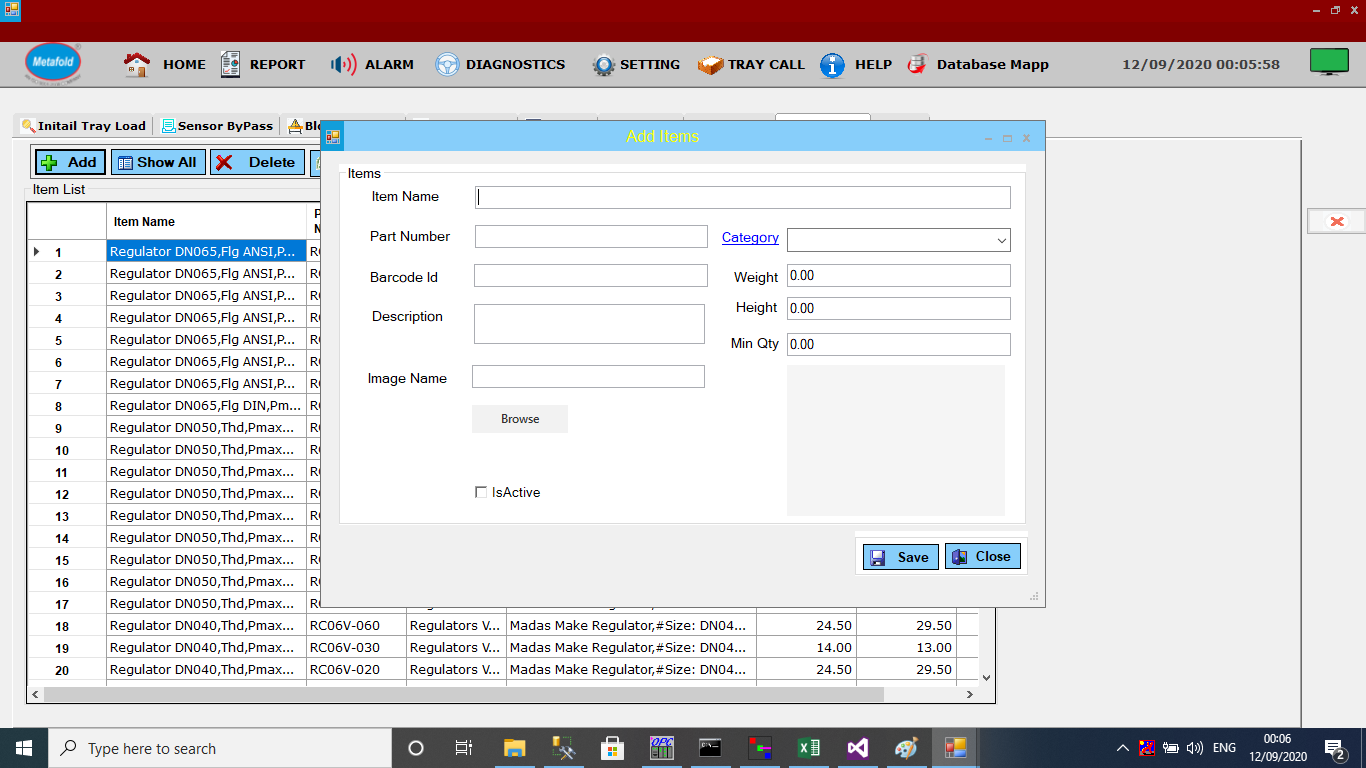 Metafold
HOME
REPORT
ALARM
DIAGNOSTICS
SETTING
TRAY CALL
HELP
Database Mapp
12/09/2020 00:05:58
Initail Tray Load
Sensor ByPass
Add
Show All
Delete
Item List
Item Name
1 Regulator DN065,Flg ANSI,P...
2 Regulator DN065,Flg ANSI,P...
3 Regulator DN065,Flg ANSI,P...
4 Regulator DN065,Flg ANSI,P...
5 Regulator DN065,Flg ANSI,P...
6 Regulator DN065,Flg ANSI,P...
7 Regulator DN065,Flg ANSI,P...
8 Regulator DN065,Flg DIN,Pm...
9 Regulator DN050,Thd,Pmax...
10 Regulator DN050,Thd,Pmax...
11 Regulator DN050,Thd,Pmax...
12 Regulator DN050,Thd,Pmax...
13 Regulator DN050,Thd,Pmax...
14 Regulator DN050,Thd,Pmax...
15 Regulator DN050,Thd,Pmax...
16 Regulator DN050,Thd,Pmax...
17 Regulator DN050,Thd,Pmax...
18 Regulator DN040,Thd,Pmax... RC06V-060 Regulators V... Madas Make Regulator,#Size: DN04... 24.50 29.50
19 Regulator DN040,Thd,Pmax... RC06V-030 Regulators V... Madas Make Regulator,#Size: DN04... 14.00 13.00
20 Regulator DN040,Thd,Pmax... RC06V-020 Regulators V... Madas Make Regulator,#Size: DN04... 24.50 29.50
Add Items
Items
Item Name
Part Number
Category
Barcode Id
Weight 0.00
Description
Height 0.00
Min Qty 0.00
Image Name
Browse
IsActive
Save
Close
Type here to search
OPC
ENG
00:06
12/09/2020
2